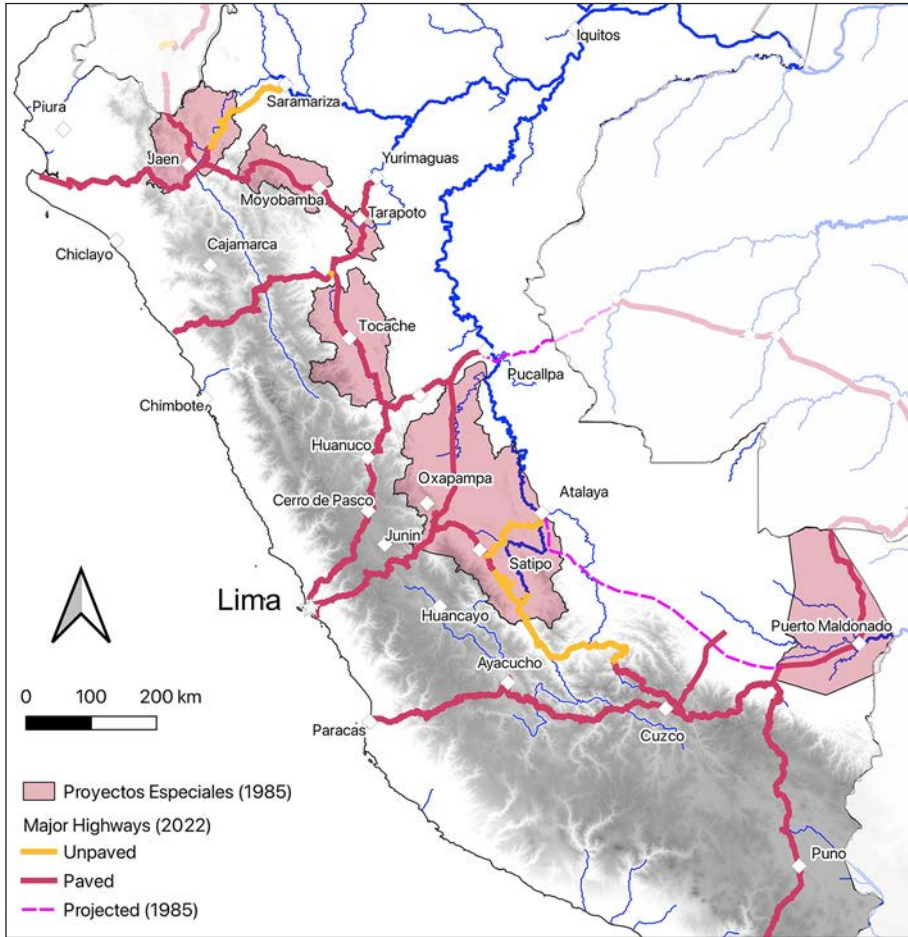 Iquitos
Saramariza
Piura
Jaen
Yurimaguas
Moyobamba
Tarapoto
Chiclayo
Cajamarca
Tocache
Pucallpa
Chimbote
Huanuco
Oxapampa
Cerro de Pasco
Atalaya
Junin
Satipo
Lima
Huancayo
Puerto Maldonado
Ayacucho
0 100 200 km
Paracas
Cuzco
Proyectos Especiales (1985)
Major Highways (2022)
Unpaved
Puno
Paved
Projected (1985)